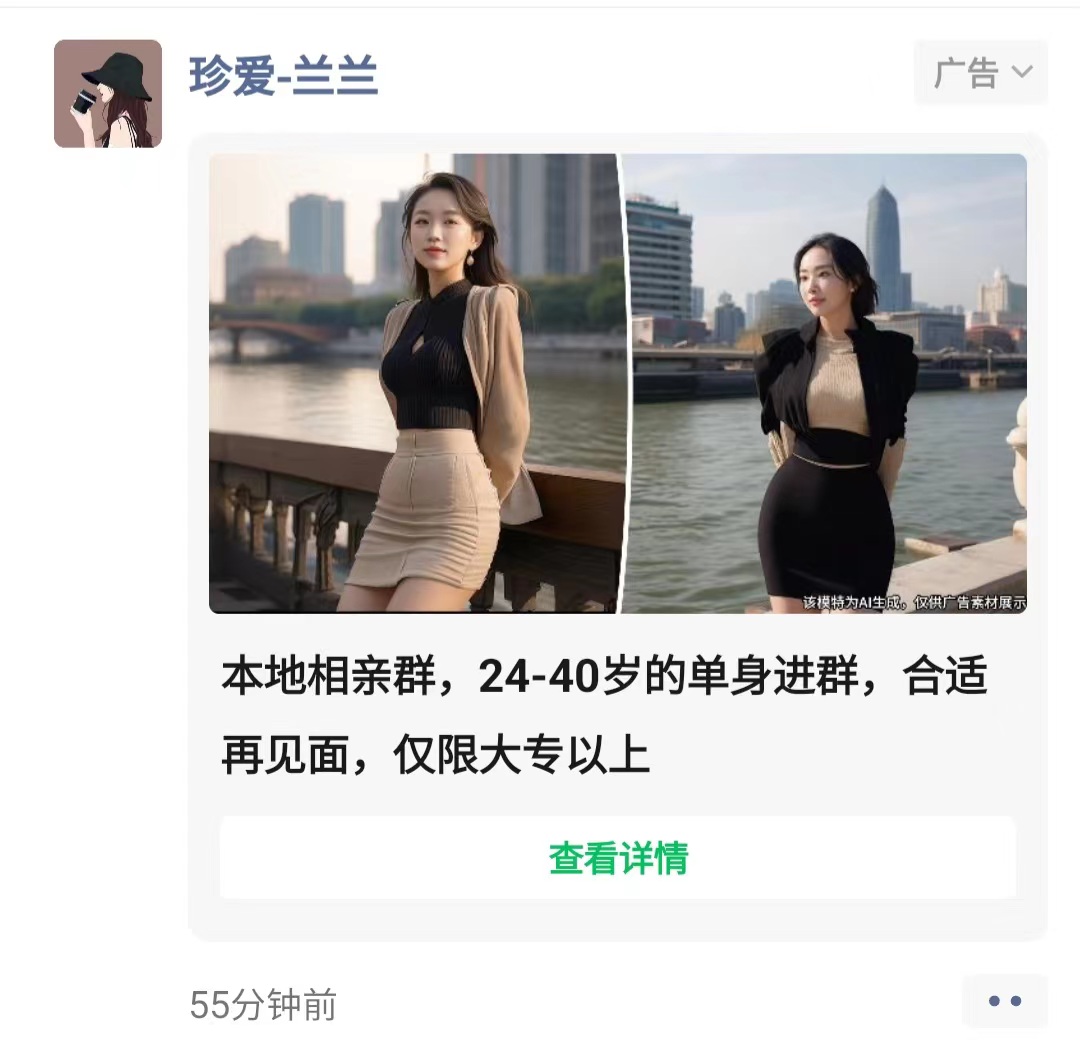 珍爱-兰兰
广告
该模特为AI生成，仅供广告素材展示
本地相亲群，24-40岁的单身进群，合适
再见面，仅限大专以上
查看详情
55分钟前